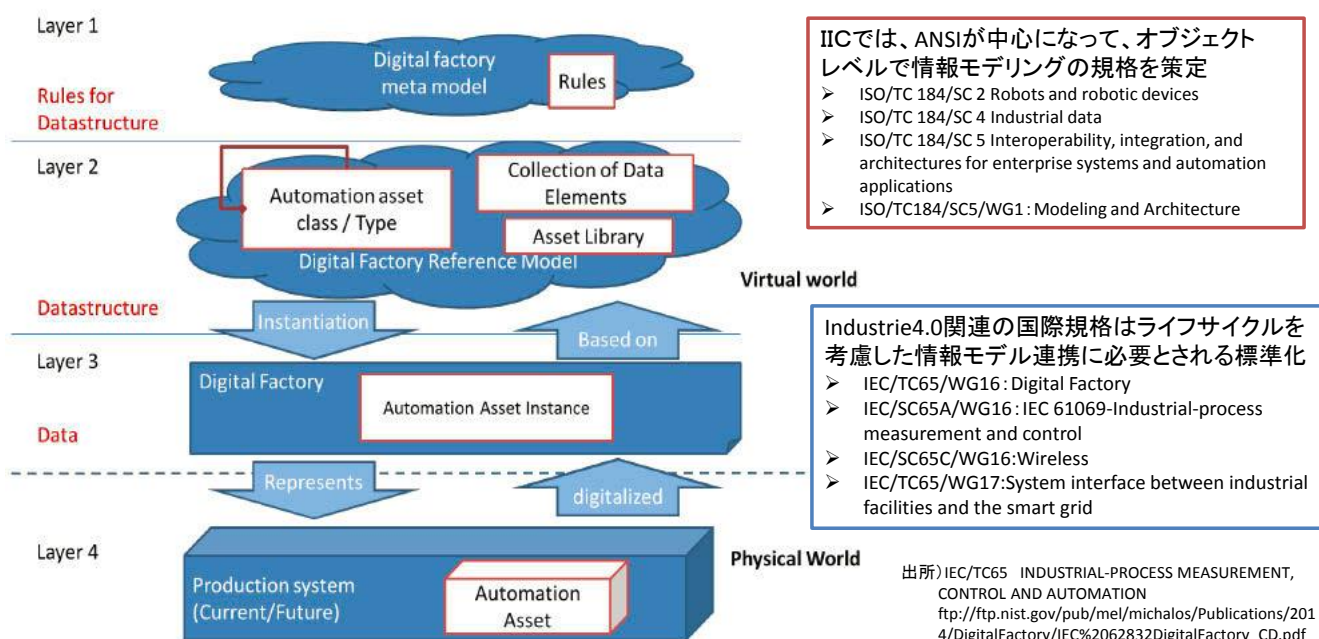 Layer 1
Rules for
Datastructure
Digital factory
meta model
Rules
Layer 2
Automation asset
class / Type
Collection of Data
Elements
Asset Library
Digital Factory Reference Model
Virtual world
Datastructure
Instantiation
Based on
Layer 3
Digital Factory
Automation Asset Instance
Data
Represents
digitalized
Layer 4
Physical World
Production system
(Current/Future)
Automation
Asset
IICでは、ANSIが中心になって、オブジェクト
レベルで情報モデリングの規格を策定
➢ ISO/TC 184/SC 2 Robots and robotic devices
➢ ISO/TC 184/SC 4 Industrial data
➢ ISO/TC 184/SC 5 Interoperability, integration, and
architectures for enterprise systems and automation
applications
➢ ISO/TC184/SC5/WG1：Modeling and Architecture
Industrie4.0関連の国際規格はライフサイクルを
考慮した情報モデル連携に必要とされる標準化
➢ IEC/TC65/WG16：Digital Factory
➢ IEC/SC65A/WG16：IEC 61069-Industrial-process
measurement and control
➢ IEC/SC65C/WG16:Wireless
➢ IEC/TC65/WG17:System interface between industrial
facilities and the smart grid
出所）IEC/TC65 INDUSTRIAL-PROCESS MEASUREMENT,
CONTROL AND AUTOMATION
ftp://ftp.nist.gov/pub/mel/michalos/Publications/201
4/DigitalFactory/IEC%2062832DigitalFactory_CD.pdf